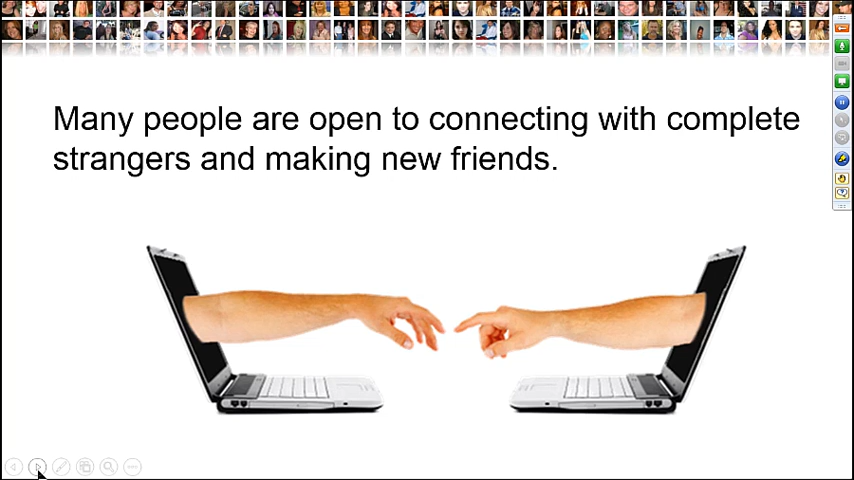 Many people are open to connecting with complete
strangers and making new friends.